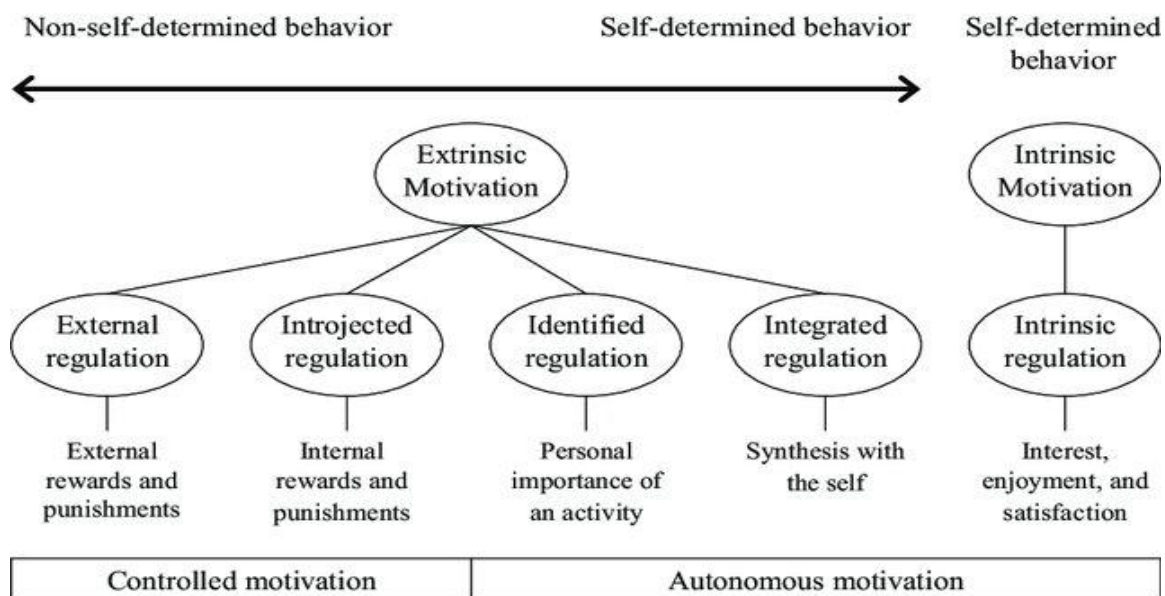 Non-self-determined behavior
Self-determined behavior
Self-determined
behavior
Extrinsic
Motivation
Intrinsic
Motivation
External
regulation
Introjected
regulation
Identified
regulation
Integrated
regulation
Intrinsic
regulation
External
rewards and
punishments
Internal
rewards and
punishments
Personal
importance of
an activity
Synthesis with
the self
Interest,
enjoyment, and
satisfaction
Controlled motivation
Autonomous motivation